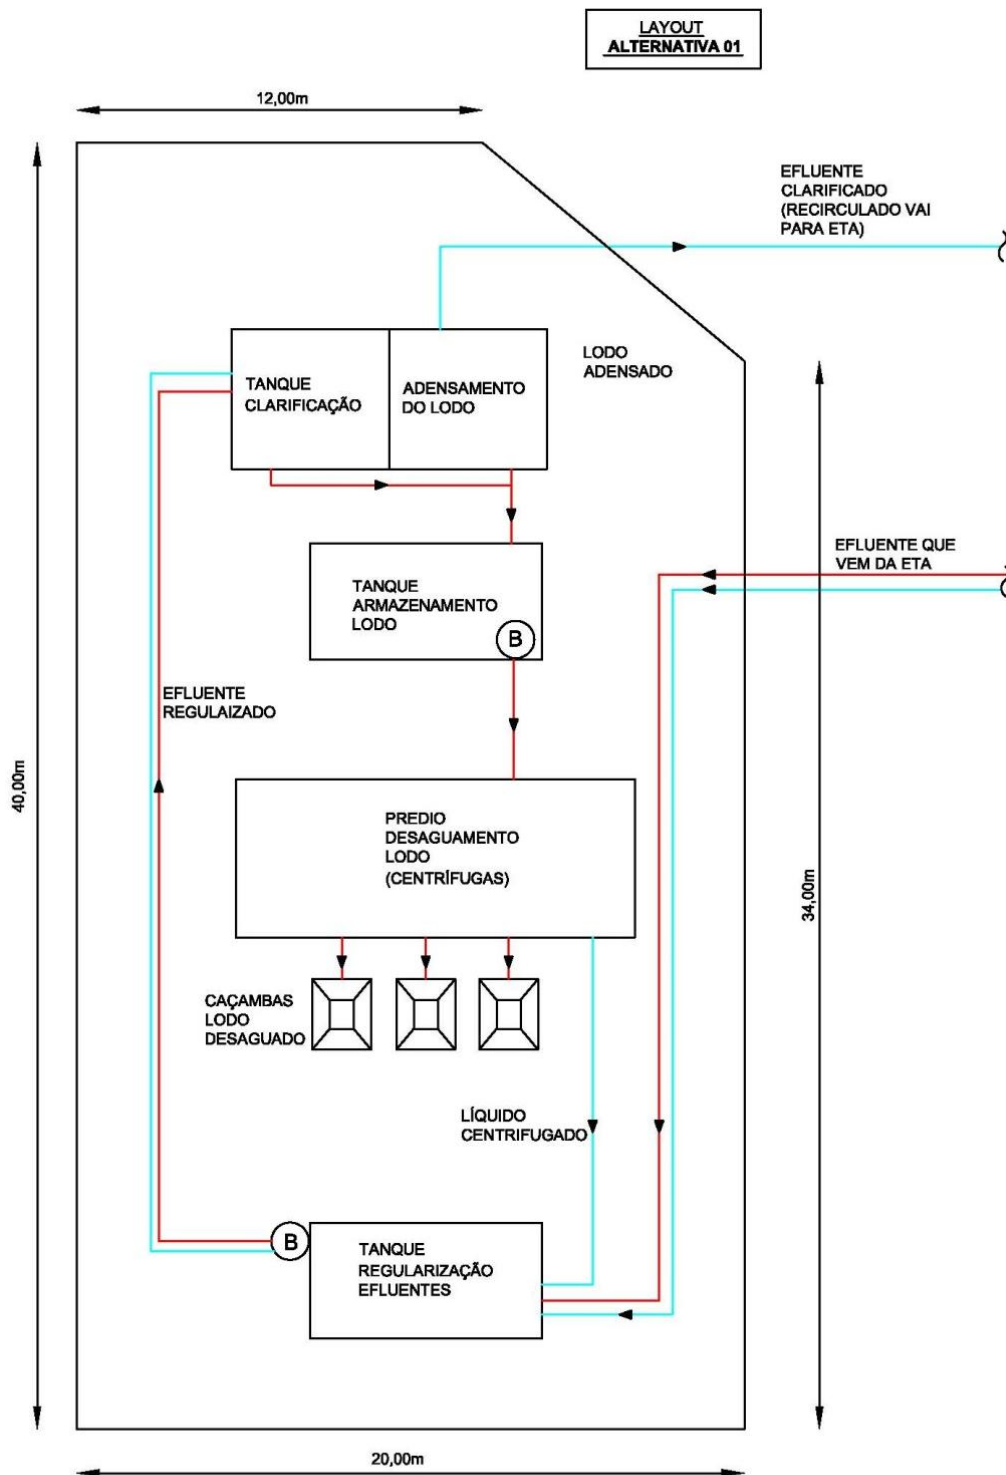 LAYOUT
ALTERNATIVA 01
12,00m
EFLUENTE
CLARIFICADO
(RECIRCULADO VAI
PARA ETA)
LODO
ADENSADO
TANQUE
CLARIFICAÇÃO
ADENSAMENTO
DO LODO
EFLUENTE QUE
VEM DA ETA
TANQUE
ARMAZENAMENTO
LODO
B
EFLUENTE
REGULAIZADO
40,00m
PREDIO
DESAGUAMENTO
LODO
(CENTRÍFUGAS)
34,00m
CAÇAMBAS
LODO
DESAGUADO
LÍQUIDO
CENTRIFUGADO
B
TANQUE
REGULARIZAÇÃO
EFLUENTES
20,00m